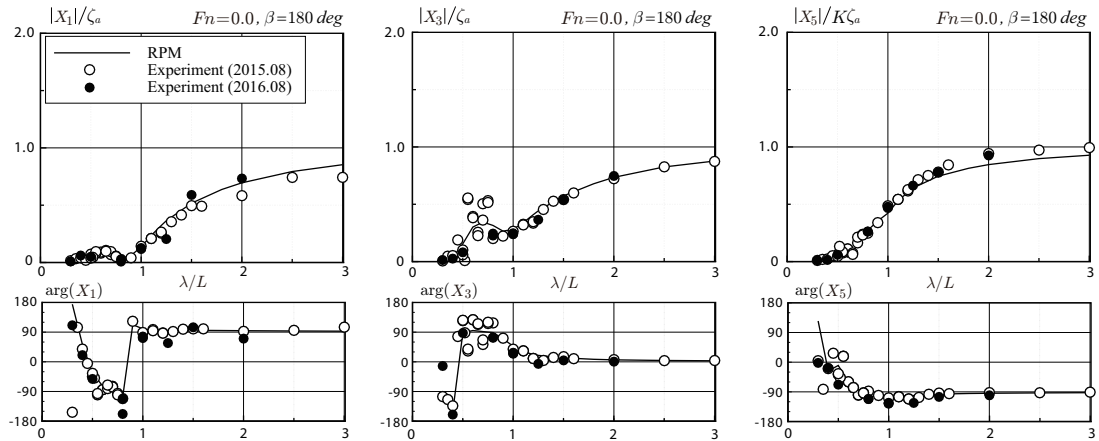 |X₁|/ζₐ Fn=0.0 , β=180 deg
2.0
RPM
Experiment (2015.08)
Experiment (2016.08)
1.0
0
0 1 2 3
λ/L
arg(X₁)
180
90
0
-90
-180
0 1 2 3
|X₃|/ζₐ Fn=0.0 , β=180 deg
2.0
1.0
0
0 1 2 3
λ/L
arg(X₃)
180
90
0
-90
-180
0 1 2 3
|X₅|/Kζₐ Fn=0.0 , β=180 deg
2.0
1.0
0
0 1 2 3
λ/L
arg(X₅)
180
90
0
-90
-180
0 1 2 3